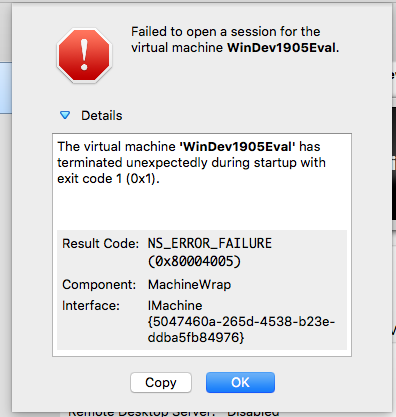 Failed to open a session for the
virtual machine WinDev1905Eval.
Details
The virtual machine 'WinDev1905Eval' has
terminated unexpectedly during startup with
exit code 1 (0x1).
Result Code: NS_ERROR_FAILURE
(0x80004005)
Component: MachineWrap
Interface: IMachine
{5047460a-265d-4538-b23e-
ddba5fb84976}
Copy OK
Remote Desktop Server: Disabled